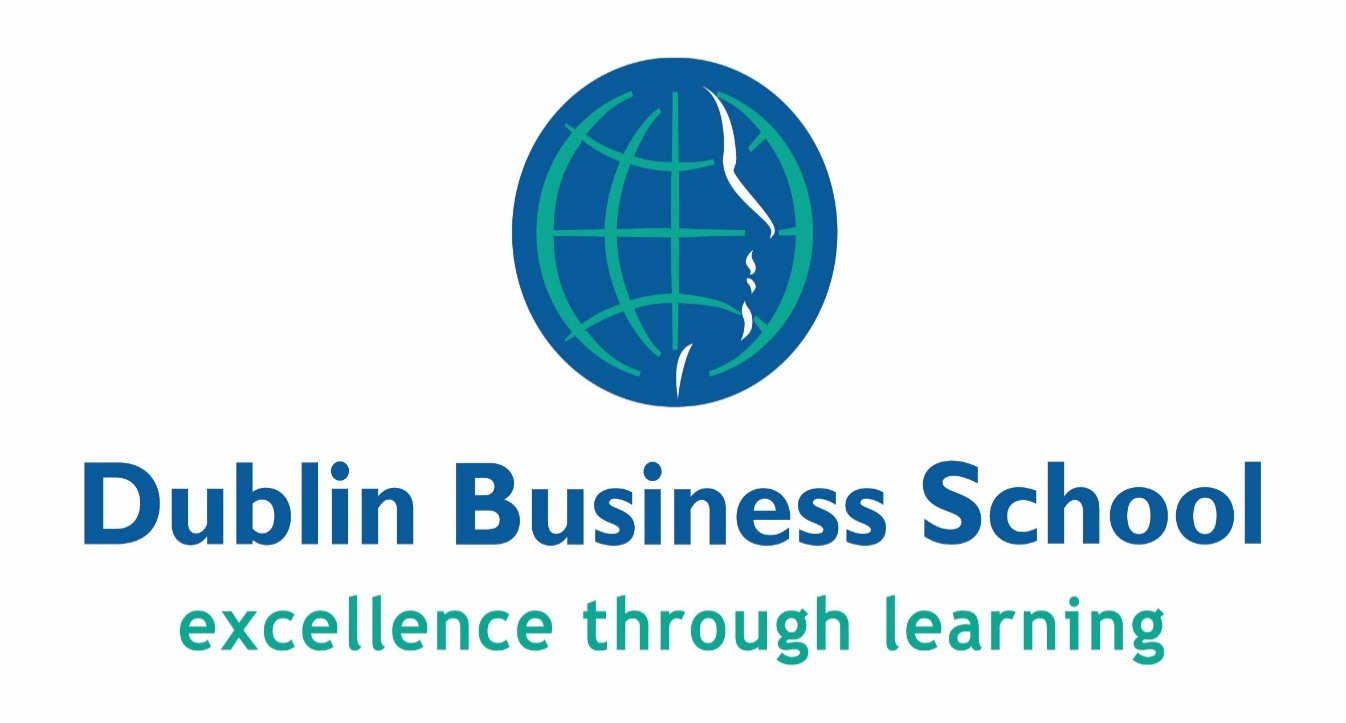 Dublin Business School
excellence through learning